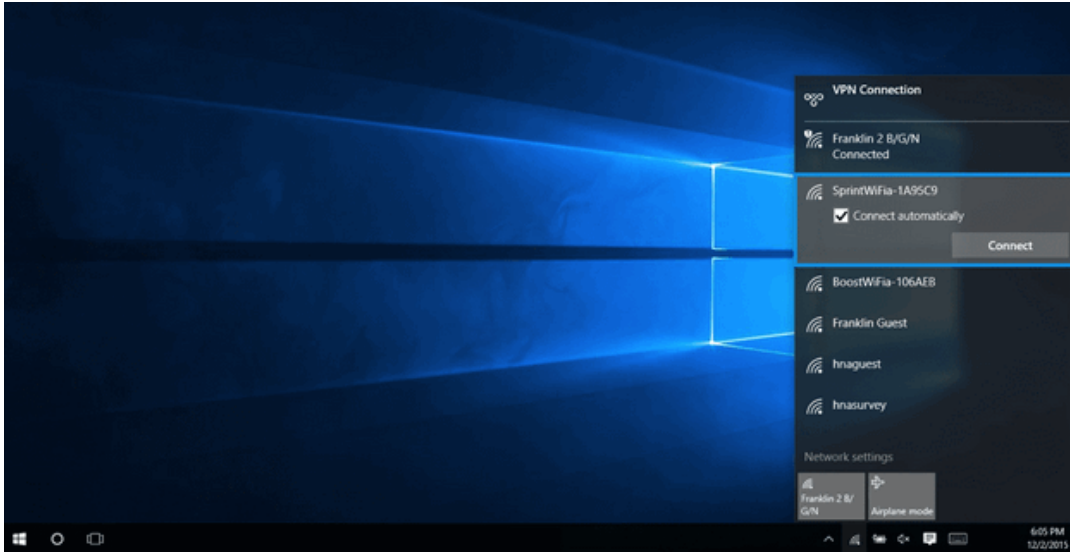 VPN Connection
Franklin 2 B/G/N
Connected
SprintWiFia-1A95C9
Connect automatically
Connect
BoostWiFia-106AEB
Franklin Guest
hnaguest
hnasurvey
Network settings
Franklin 2 B/
G/N
Airplane mode
6:05 PM
12/2/2015